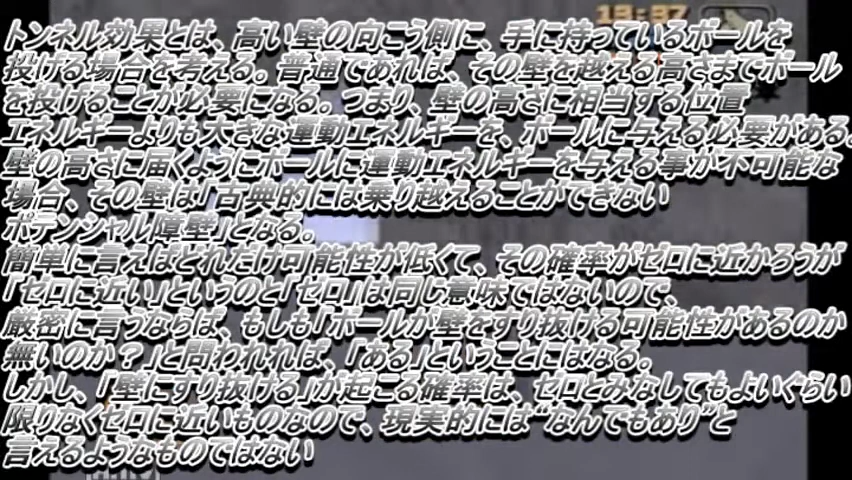 13:37
トンネル効果とは、高い壁の向こう側に、手に持っているボールを
投げる場合を考える。普通であれば、その壁を越える高さまでボール
を投げることが必要になる。つまり、壁の高さに相当する位置
エネルギーよりも大きな運動エネルギーを、ボールに与える必要がある。
壁の高さに届くようにボールに運動エネルギーを与える事が不可能な
場合、その壁は「古典的には乗り越えることができない
ポテンシャル障壁」となる。
簡単に言えばどれだけ可能性が低くて、その確率がゼロに近かろうが
「ゼロに近い」というのと「ゼロ」は同じ意味ではないので、
厳密に言うならば、もしも「ボールが壁をすり抜ける可能性があるのか
無いのか？」と問われれば、「ある」ということにはなる。
しかし、「壁にすり抜ける」が起こる確率は、ゼロとみなしてもよいぐらい
限りなくゼロに近いものなので、現実的には“なんでもあり”と
言えるようなものではない